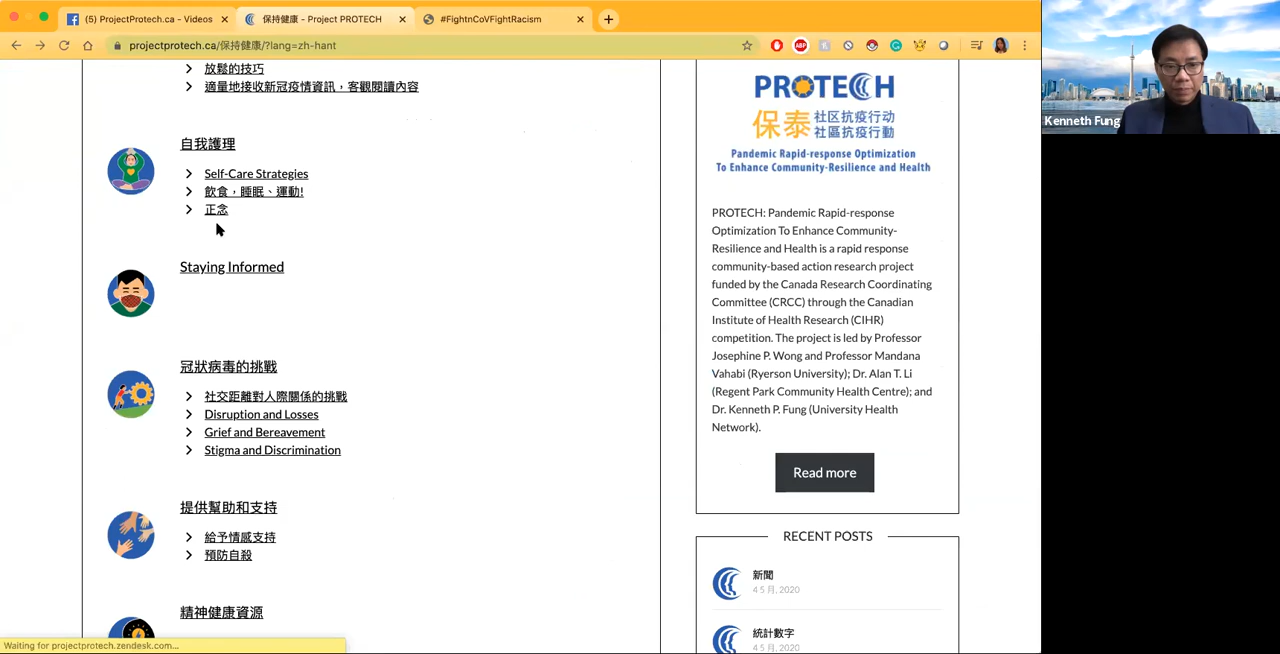 (5) ProjectProtech.ca - Videos
保持健康 - Project PROTECH
#FightnCoVFightRacism
projectprotech.ca/保持健康/?lang=zh-hant
ABP
Kenneth Fung
放鬆的技巧
適量地接收新冠疫情資訊，客觀閱讀內容
自我護理
Self-Care Strategies
飲食，睡眠、運動!
正念
Staying Informed
冠狀病毒的挑戰
社交距離對人際關係的挑戰
Disruption and Losses
Grief and Bereavement
Stigma and Discrimination
提供幫助和支持
給予情感支持
預防自殺
精神健康資源
PROTECH
保泰 社区抗疫行动
社區抗疫行動
Pandemic Rapid-response Optimization
To Enhance Community-Resilience and Health
PROTECH: Pandemic Rapid-response
Optimization To Enhance Community-
Resilience and Health is a rapid response
community-based action research project
funded by the Canada Research Coordinating
Committee (CRCC) through the Canadian
Institute of Health Research (CIHR)
competition. The project is led by Professor
Josephine P. Wong and Professor Mandana
Vahabi (Ryerson University); Dr. Alan T. Li
(Regent Park Community Health Centre); and
Dr. Kenneth P. Fung (University Health
Network).
Read more
RECENT POSTS
新聞
4 5 月, 2020
統計數字
4 5 月, 2020
Waiting for projectprotech.zendesk.com...